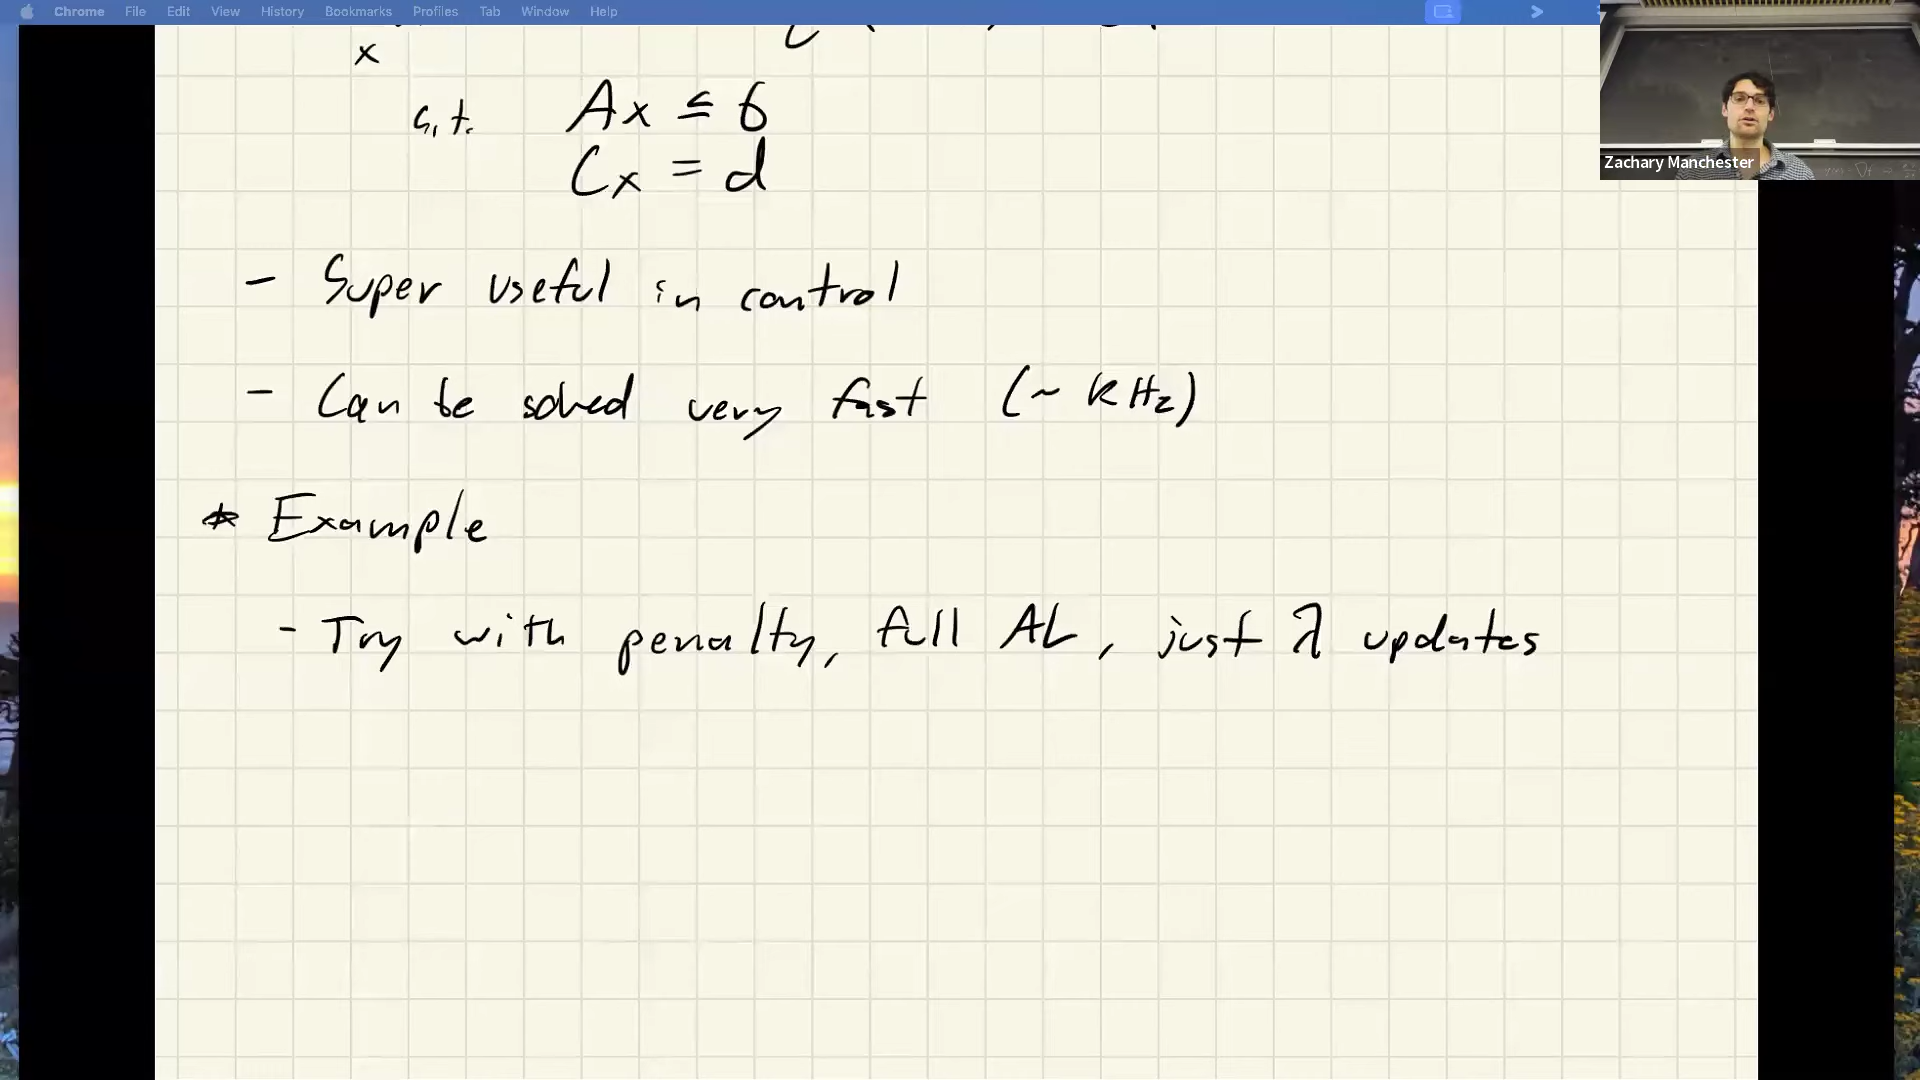 Chrome File Edit View History Bookmarks Profiles Tab Window Help
x
s.t. Ax ≤ b
Cx = d
Zachary Manchester
- Super useful in control
- Can be solved very fast (~ kHz)
* Example
- Try with penalty, full AL, just λ updates